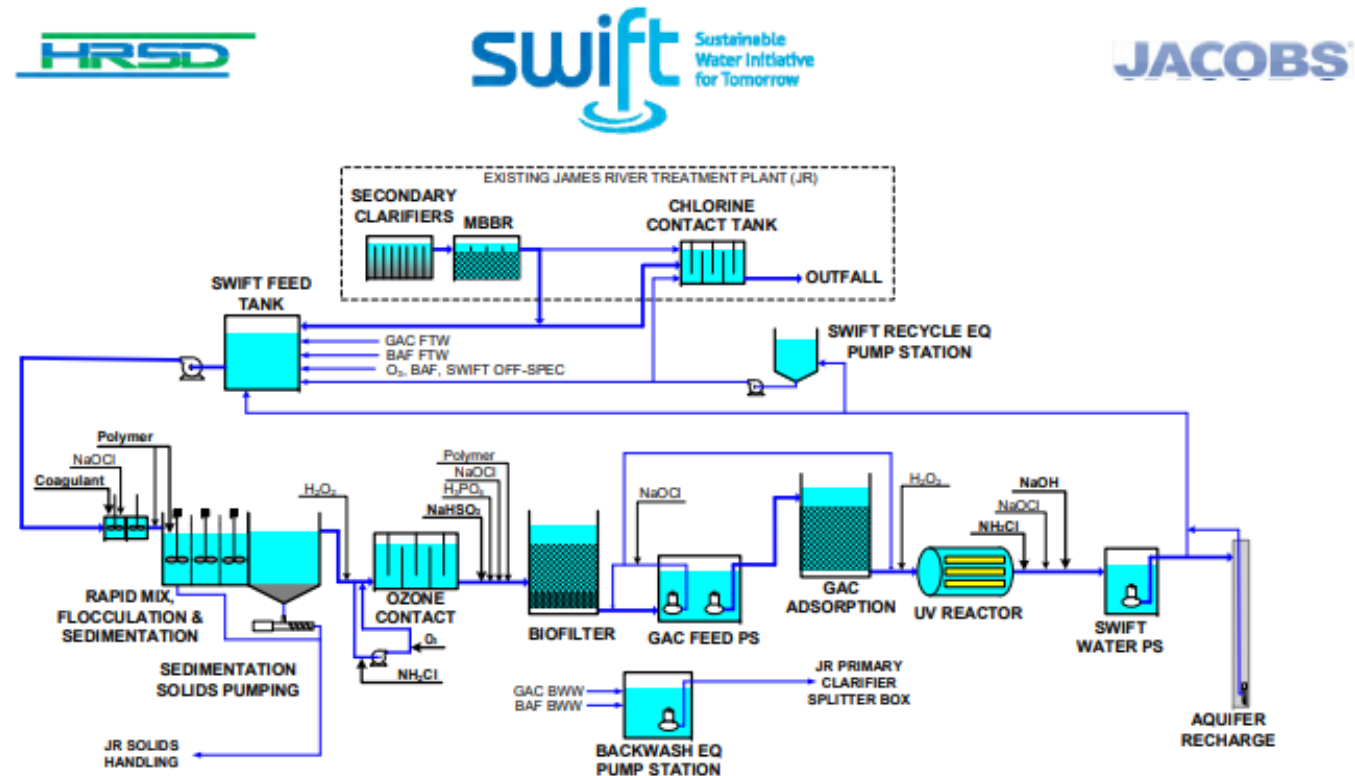 HRSD
swift
Sustainable
Water Initiative
for Tomorrow
JACOBS
EXISTING JAMES RIVER TREATMENT PLANT (JR)
SECONDARY
CLARIFIERS
MBBR
CHLORINE
CONTACT TANK
OUTFALL
SWIFT FEED
TANK
GAC FTW
BAF FTW
O₃, BAF, SWIFT OFF-SPEC
SWIFT RECYCLE EQ
PUMP STATION
Polymer
NaOCl
Coagulant
RAPID MIX,
FLOCCULATION &
SEDIMENTATION
SEDIMENTATION
SOLIDS PUMPING
JR SOLIDS
HANDLING
H₂O₂
OZONE
CONTACT
O₃
NH₂Cl
Polymer
NaOCl
H₃PO₄
NaHSO₃
BIOFILTER
NaOCl
GAC FEED PS
GAC
ADSORPTION
H₂O₂
UV REACTOR
NaOH
NaOCl
NH₂Cl
SWIFT
WATER PS
AQUIFER
RECHARGE
GAC BWW
BAF BWW
BACKWASH EQ
PUMP STATION
JR PRIMARY
CLARIFIER
SPLITTER BOX